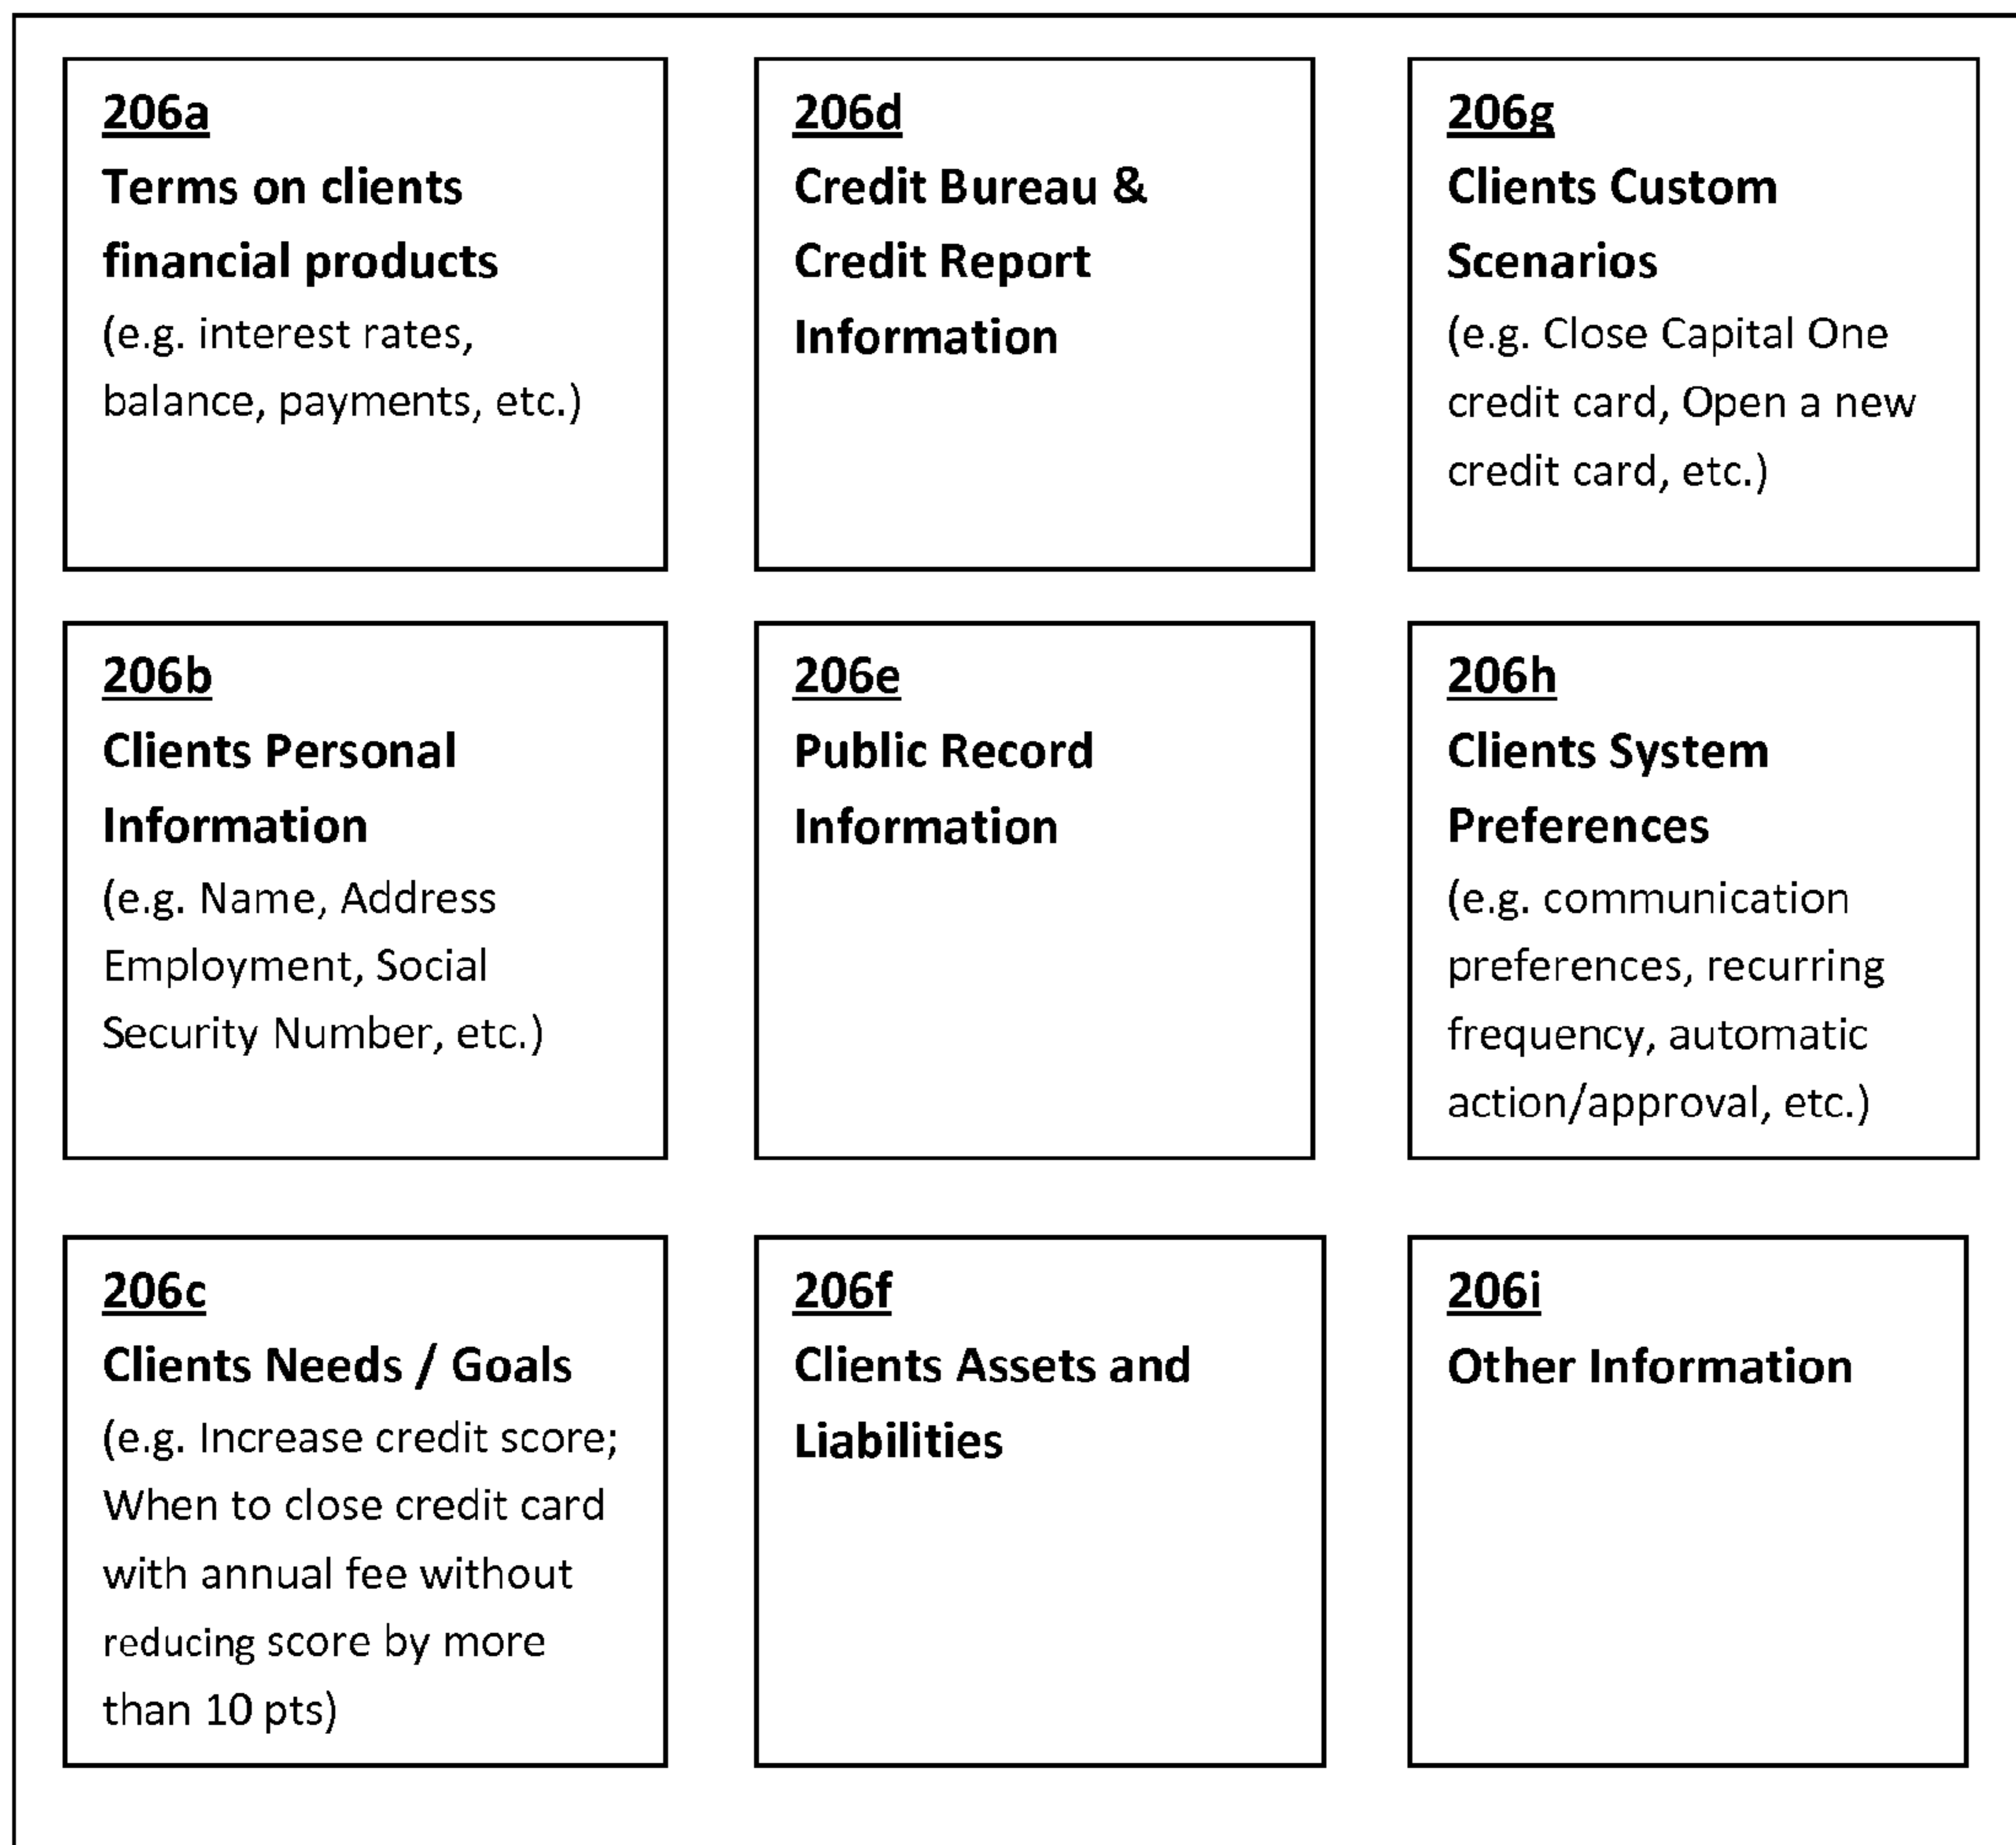 206a
Terms on clients
financial products
(e.g. interest rates,
balance, payments, etc.)
206d
Credit Bureau &
Credit Report
Information
206g
Clients Custom
Scenarios
(e.g. Close Capital One
credit card, Open a new
credit card, etc.)
206b
Clients Personal
Information
(e.g. Name, Address
Employment, Social
Security Number, etc.)
206e
Public Record
Information
206h
Clients System
Preferences
(e.g. communication
preferences, recurring
frequency, automatic
action/approval, etc.)
206c
Clients Needs / Goals
(e.g. Increase credit score;
When to close credit card
with annual fee without
reducing score by more
than 10 pts)
206f
Clients Assets and
Liabilities
206i
Other Information